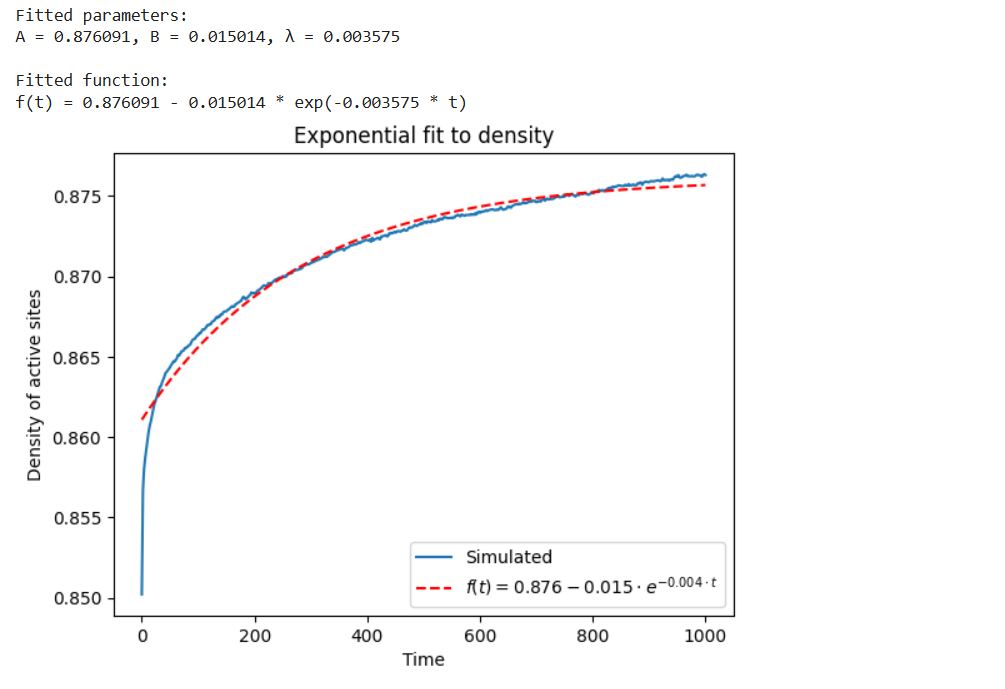 Fitted parameters:
A = 0.876091, B = 0.015014, λ = 0.003575
Fitted function:
f(t) = 0.876091 - 0.015014 * exp(-0.003575 * t)
Exponential fit to density
0.875
0.870
0.865
0.860
0.855
0.850
Density of active sites
Simulated
f(t) = 0.876 − 0.015 · e^{−0.004 · t}
0 200 400 600 800 1000
Time